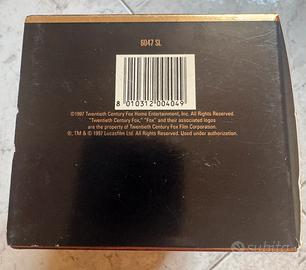 6047 SL
8 010312 004049
©1997 Twentieth Century Fox Home Entertainment, Inc. All Rights Reserved.
"Twentieth Century Fox," "Fox" and their associated logos
are the property of Twentieth Century Fox Film Corporation.
®, TM & © 1997 Lucasfilm Ltd. All Rights Reserved. Used under authorization.
subito